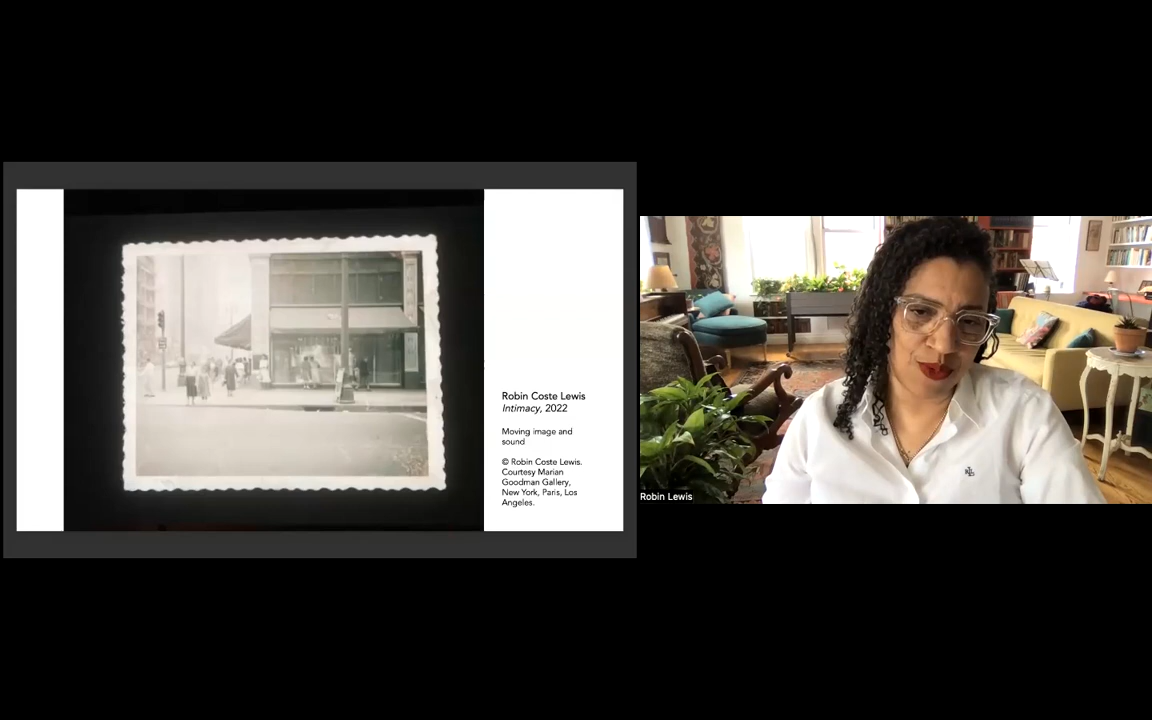 Robin Coste Lewis
Intimacy, 2022
Moving image and
sound
© Robin Coste Lewis.
Courtesy Marian
Goodman Gallery,
New York, Paris, Los
Angeles.
Robin Lewis